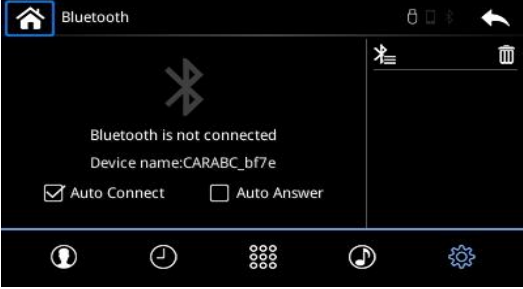 Bluetooth
Bluetooth is not connected
Device name:CARABC_bf7e
Auto Connect
Auto Answer